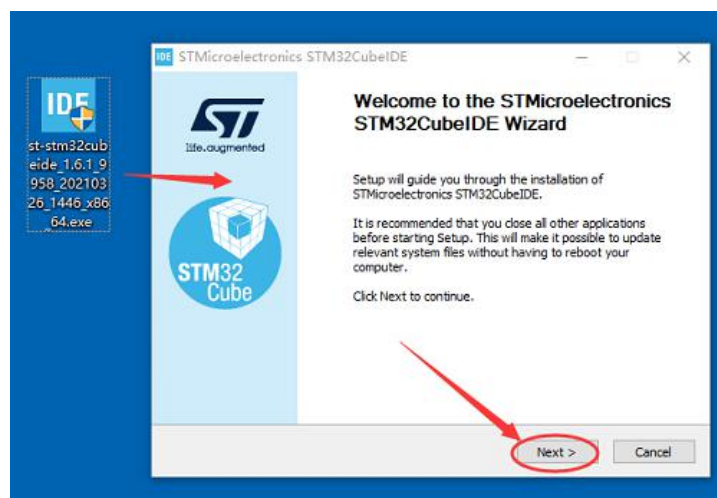 IDE
st-stm32cub
eide_1.6.1_9
958_202103
26_1446_x86
64.exe
IDE STMicroelectronics STM32CubeIDE
life.augmented
STM32
Cube
Welcome to the STMicroelectronics
STM32CubeIDE Wizard
Setup will guide you through the installation of
STMicroelectronics STM32CubeIDE.
It is recommended that you close all other applications
before starting Setup. This will make it possible to update
relevant system files without having to reboot your
computer.
Click Next to continue.
Next >
Cancel